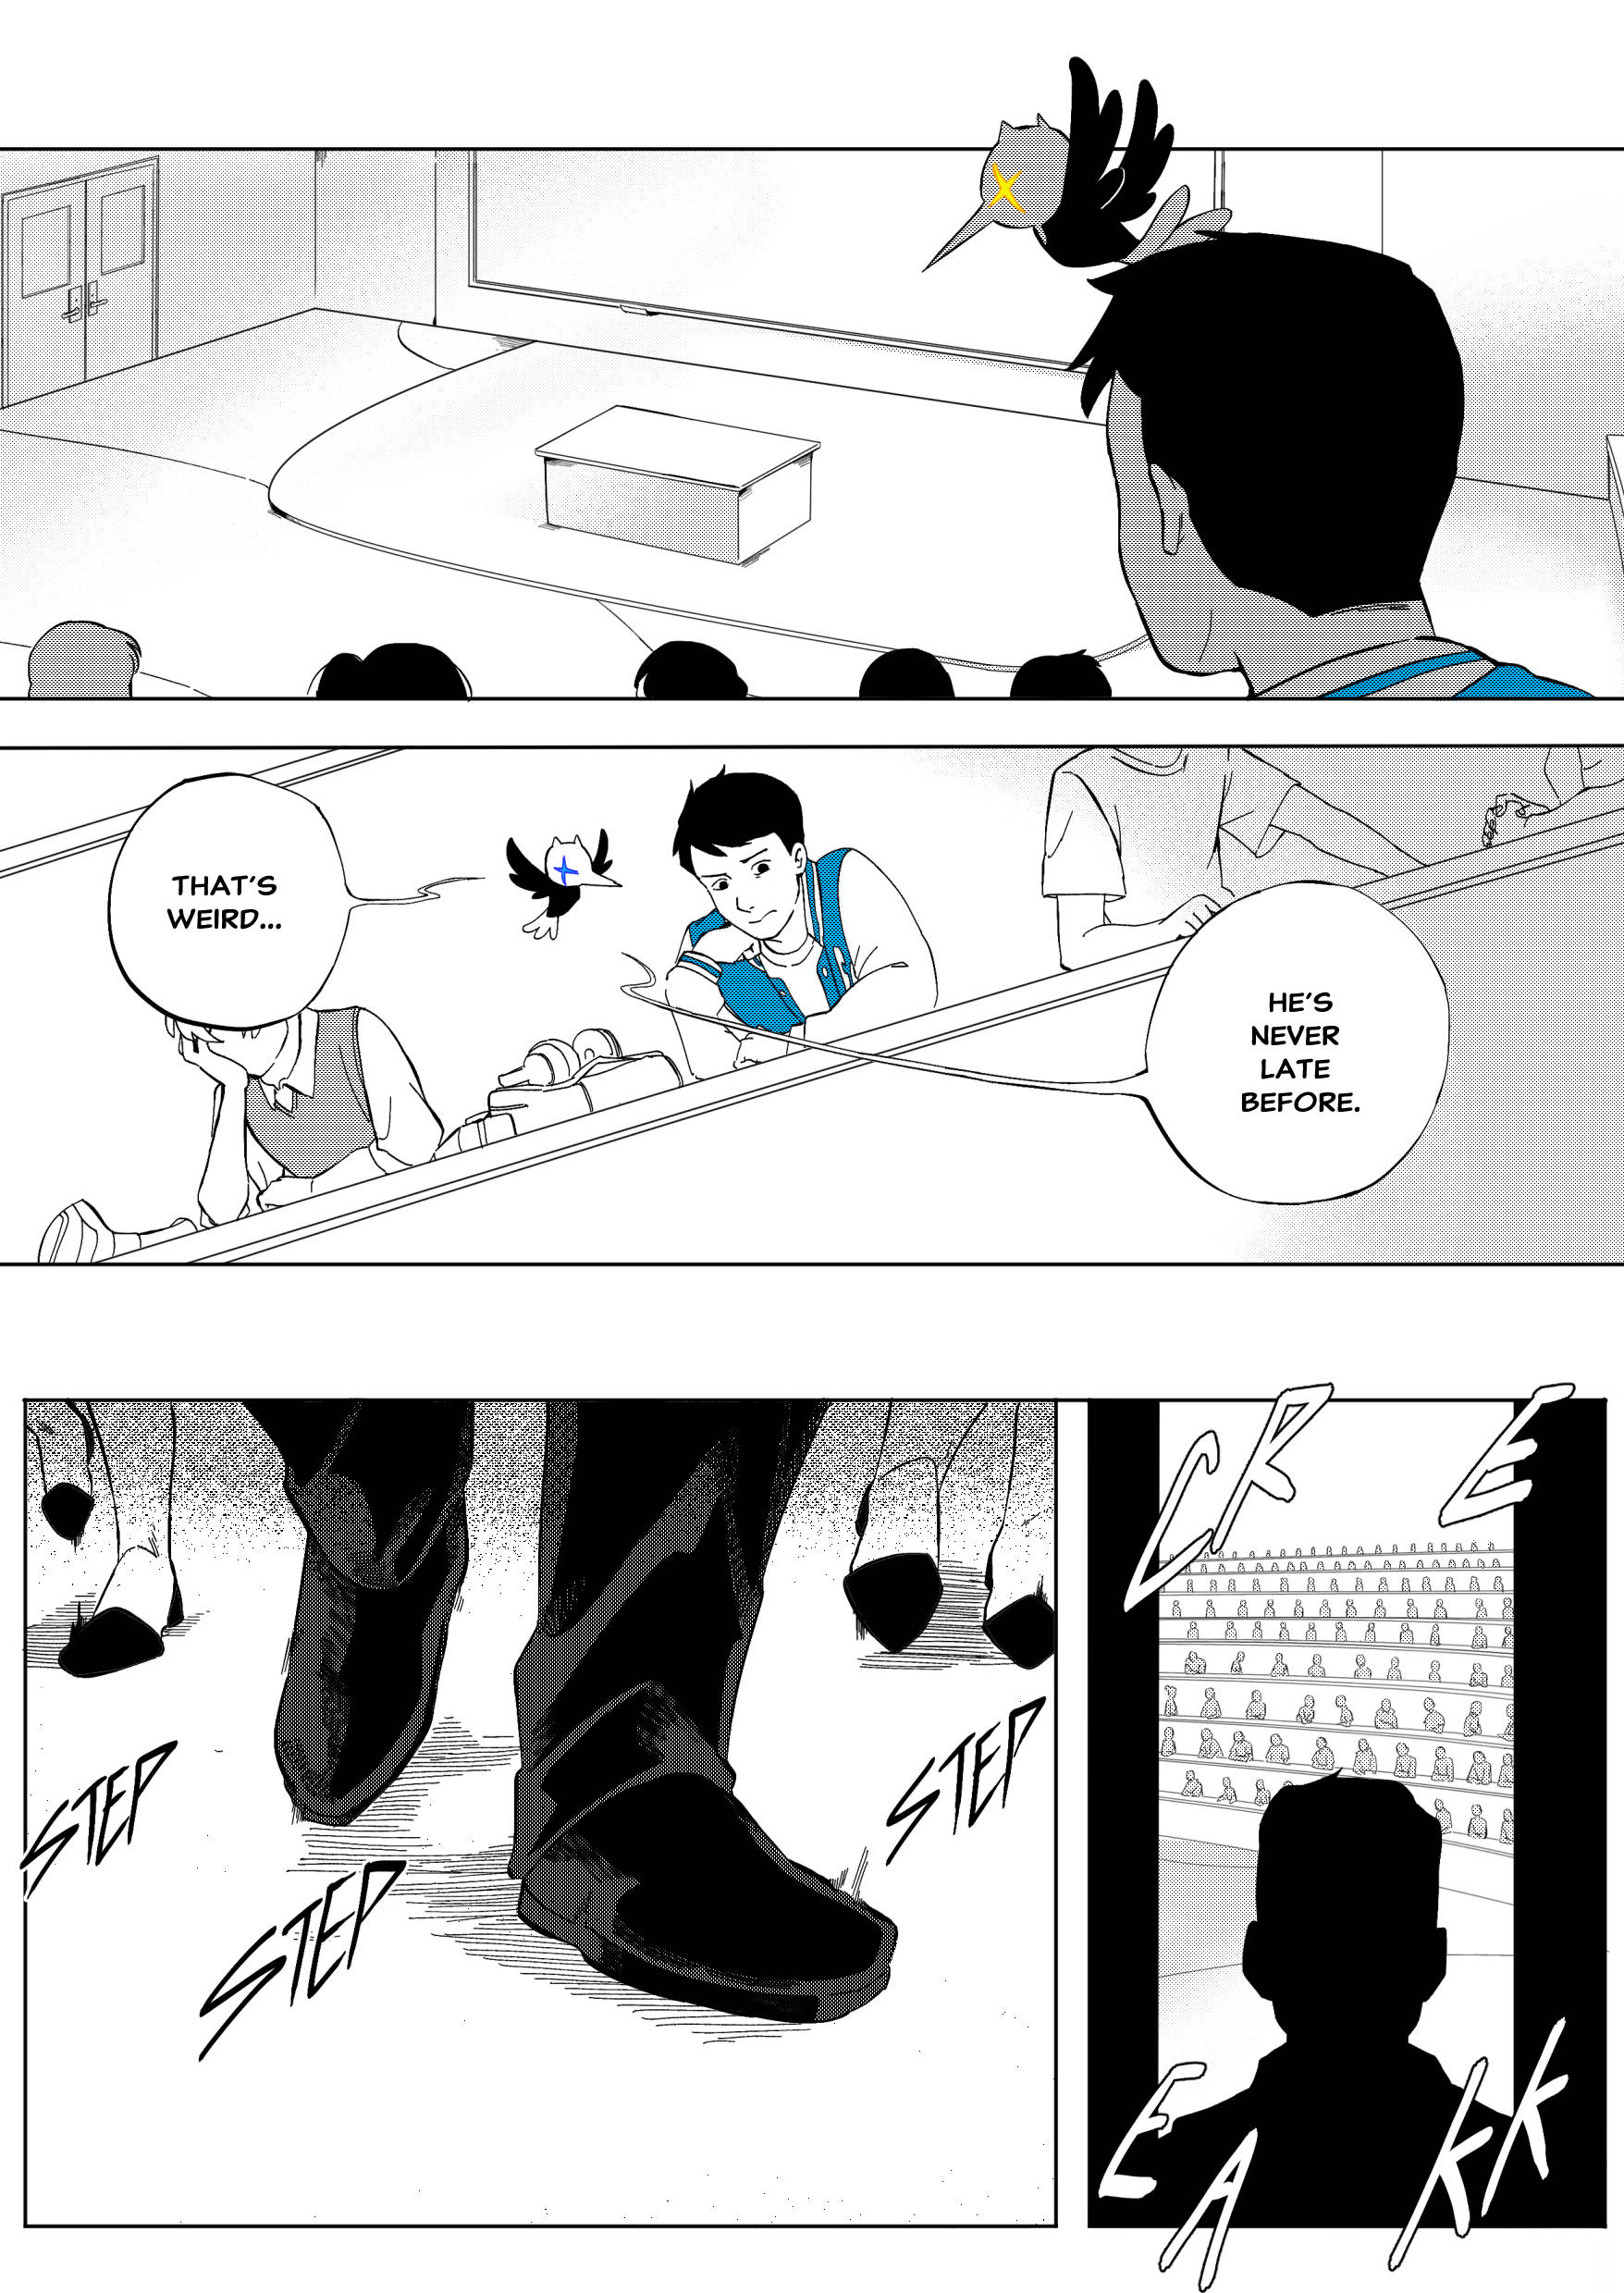 THAT'S
WEIRD...
HE'S
NEVER
LATE
BEFORE.
STEP
STEP
STEP
CREEAKK